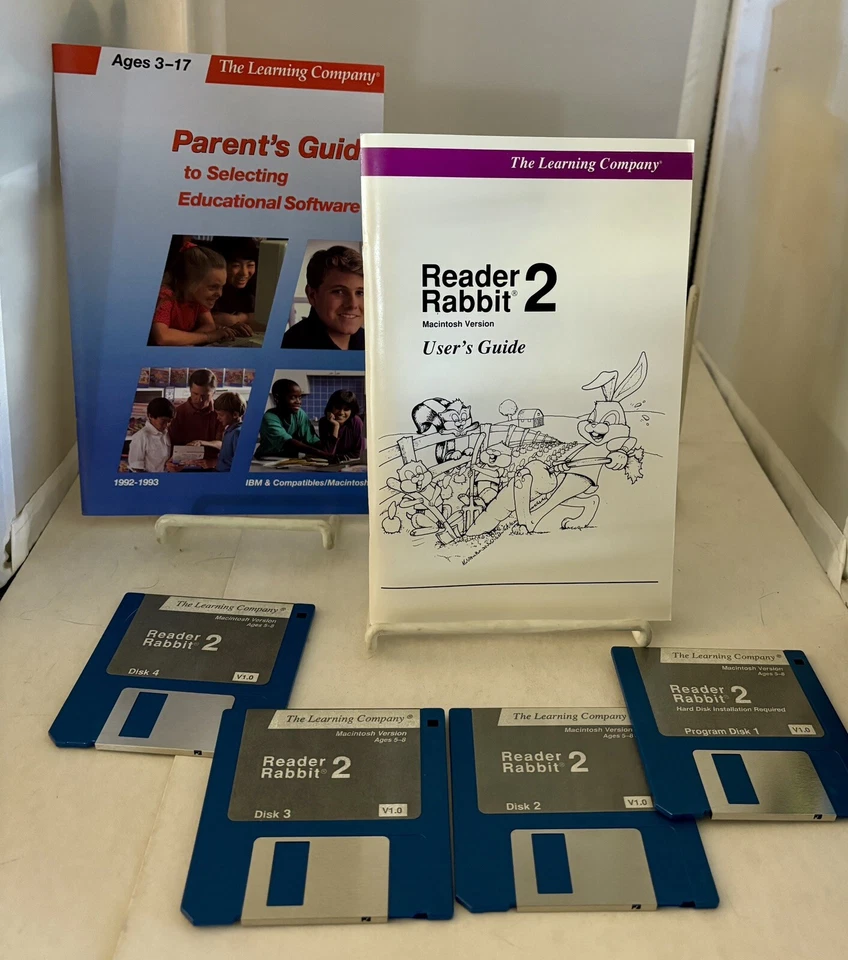 Ages 3–17
The Learning Company®
Parent's Guid
to Selecting
Educational Software
1992-1993
IBM & Compatibles/Macintosh
The Learning Company®
Reader
Rabbit® 2
Macintosh Version
User's Guide
The Learning Company®
Macintosh Version
Ages 5–8
Reader
Rabbit® 2
Disk 4
V1.0
The Learning Company®
Macintosh Version
Ages 5–8
Reader
Rabbit® 2
Disk 3
V1.0
The Learning Company
Macintosh Version
Ages 5–8
Reader
Rabbit® 2
Disk 2
V1.0
The Learning Company®
Macintosh Version
Ages 5–8
Reader
Rabbit® 2
Hard Disk Installation Required
Program Disk 1
V1.0